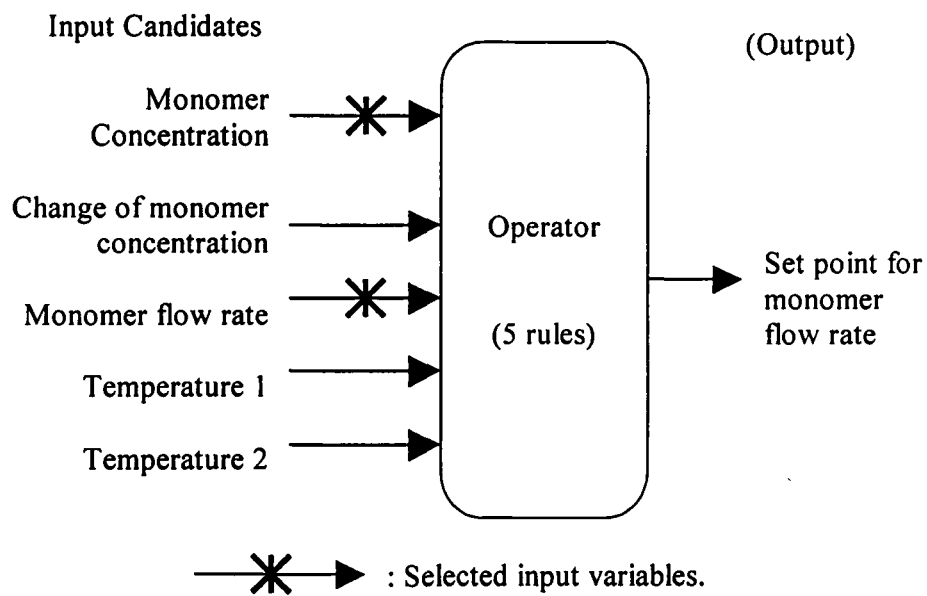 Input Candidates
(Output)
Monomer
Concentration
Change of monomer
concentration
Monomer flow rate
Temperature 1
Temperature 2
Operator
(5 rules)
Set point for
monomer
flow rate
: Selected input variables.